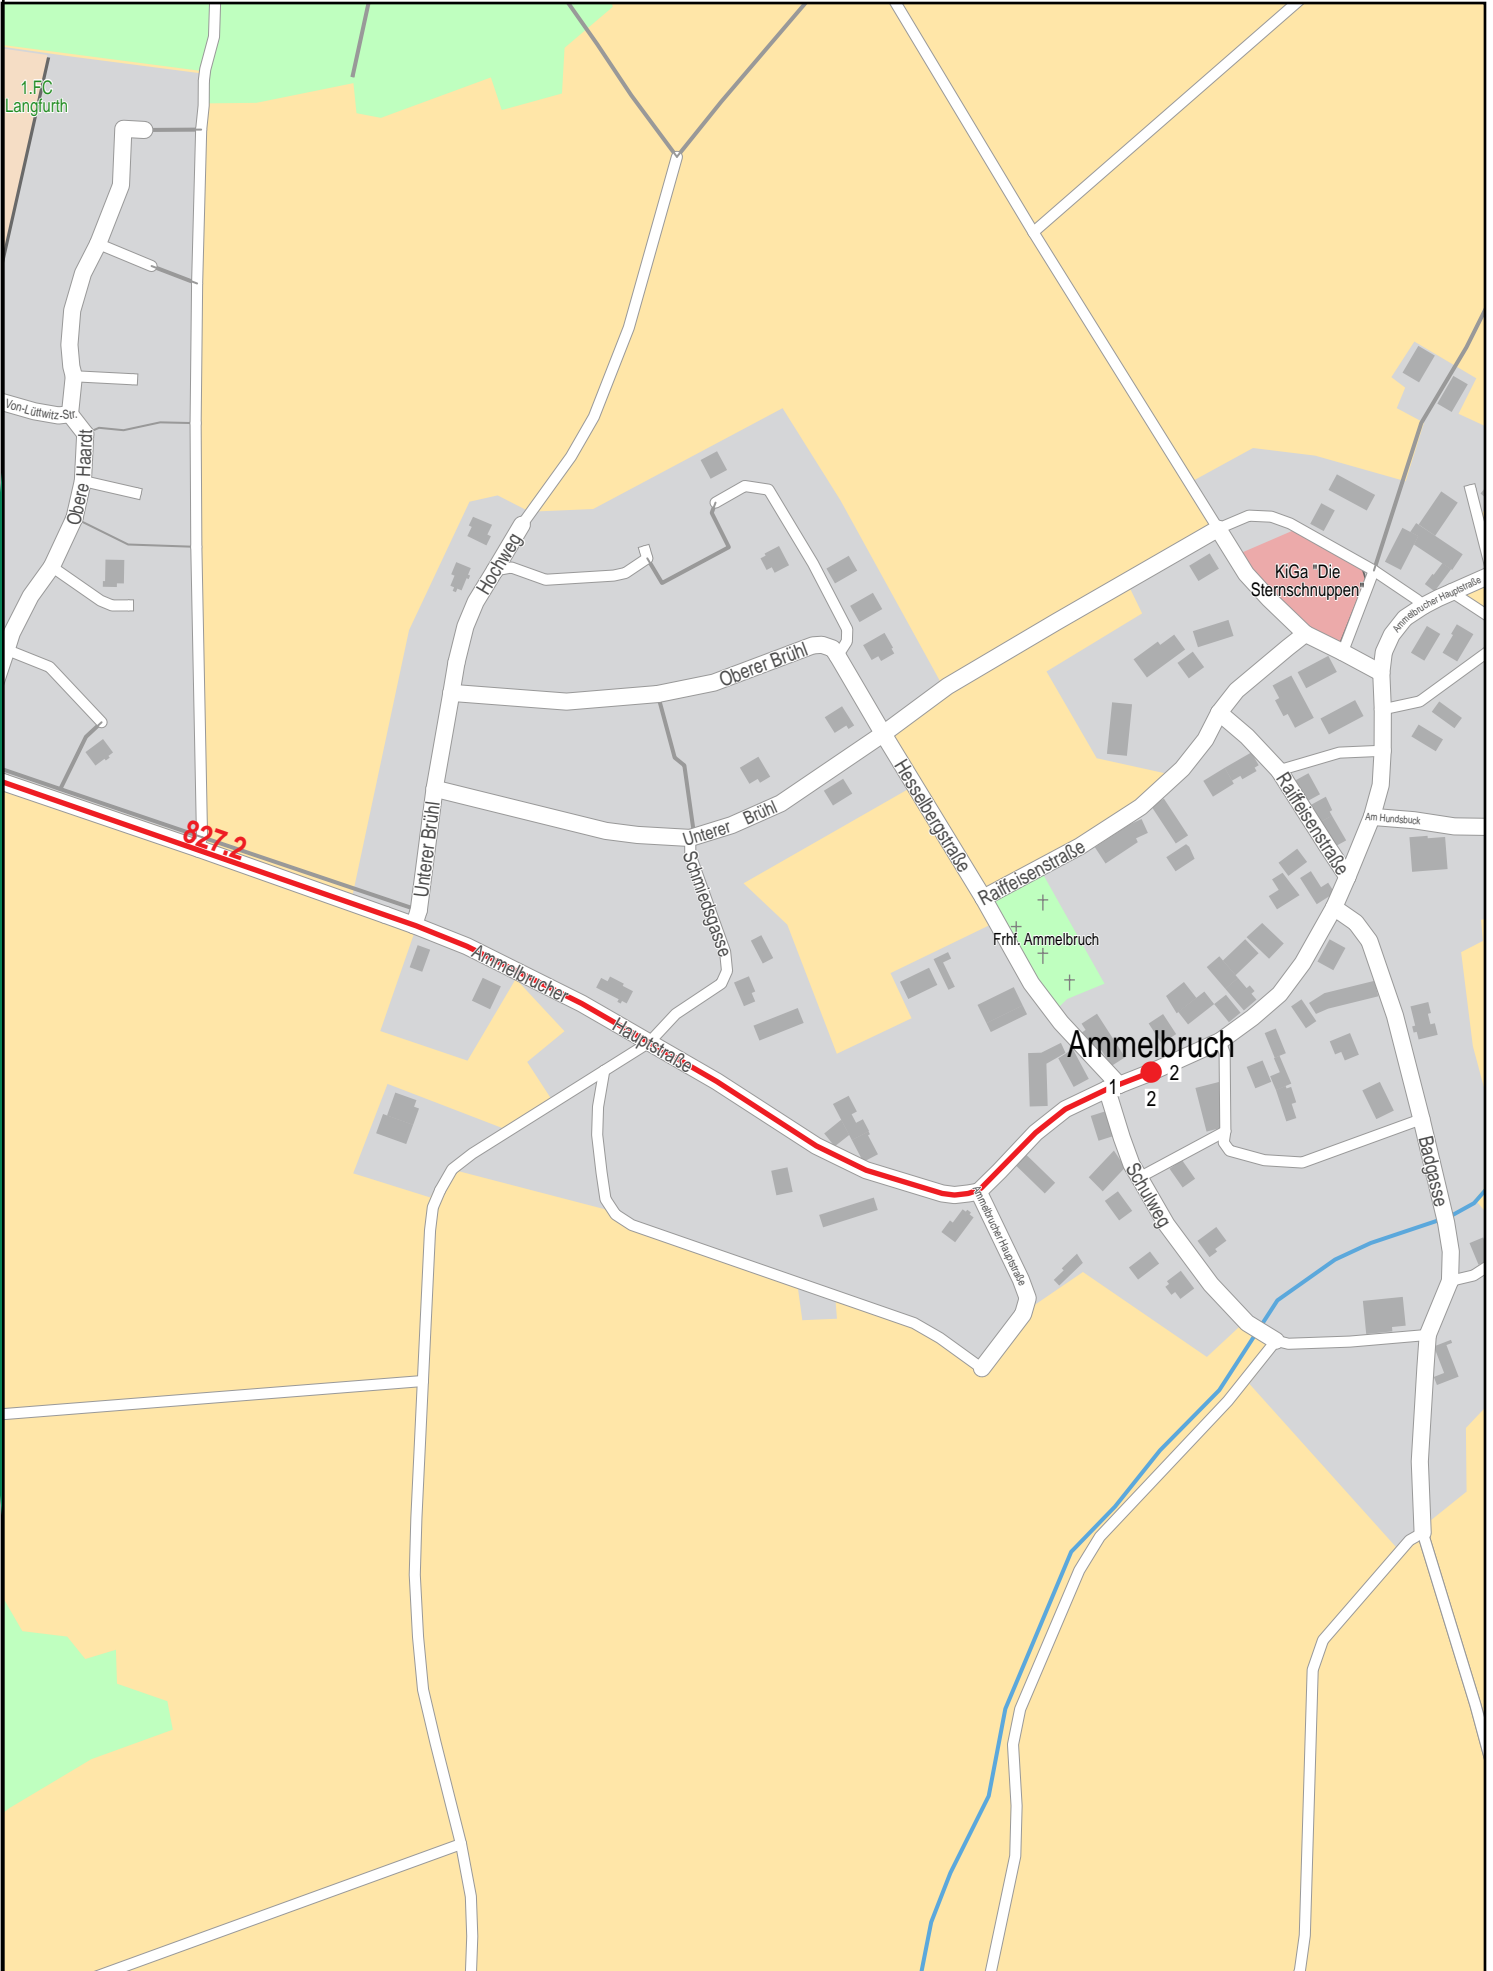 1.FC
Langfurth
Von-Lüttwitz-Str.
Obere Haardt
Hochweg
KiGa "Die
Sternschnuppen"
Ammelbrucher Hauptstraße
Oberer Brühl
Hesselbergstraße
Raiffeisenstraße
Am Hundsbuck
827.2
Unterer Brühl
Unterer Brühl
Schmiedsgasse
Raiffeisenstraße
Frhf. Ammelbruch
Ammelbrucher
Hauptstraße
Ammelbruch
1
2
2
Schulweg
Badgasse
Ammelbrucher Hauptstraße